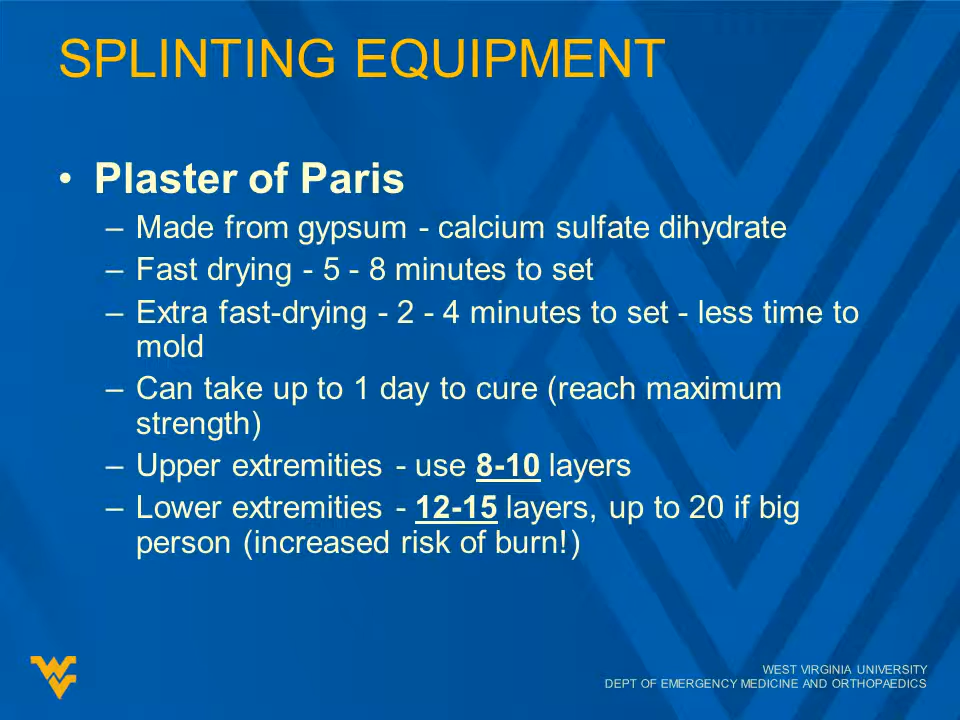 SPLINTING EQUIPMENT
• Plaster of Paris
– Made from gypsum - calcium sulfate dihydrate
– Fast drying - 5 - 8 minutes to set
– Extra fast-drying - 2 - 4 minutes to set - less time to
mold
– Can take up to 1 day to cure (reach maximum
strength)
– Upper extremities - use 8-10 layers
– Lower extremities - 12-15 layers, up to 20 if big
person (increased risk of burn!)
WEST VIRGINIA UNIVERSITY
DEPT OF EMERGENCY MEDICINE AND ORTHOPAEDICS